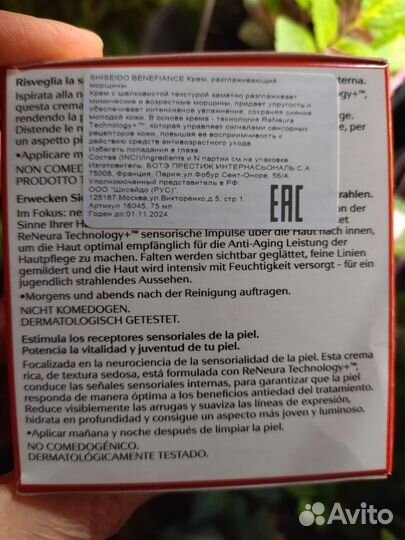 Risveglia la s
terna.
Ispirata alla n
questa crema
rendendo la p
Distende le r
un aspetto pi
•Applicare m
NON COMED
PRODOTTO T
SHISEIDO BENEFIANCE Крем, разглаживающий
морщины
Крем с шелковистой текстурой заметно разглаживает
мимические и возрастные морщины, придает упругость и
обеспечивает интенсивное увлажнение, сохраняя сияние
молодой кожи. В основе крема - технология ReNeura
Technology+™, которая управляет сигналами сенсорных
рецепторов кожи, повышая ее восприимчивость к
действию средств антивозрастного ухода
Избегать попадания в глаза.
Состав (INCI)/Ingredients и N партии см.на упаковке.
Изготовитель: ВОТЭ ПРЕСТИЖ ИНТЕРНАСЬОНАЛЬ С.А.,
75008, Франция, Париж,ул.Фобур Сент-Оноре, 56/А.
Уполномоченный представитель в РФ:
ООО "Шисейдо (РУС)",
125167,Москва,ул.Викторенко,д.5, стр 1.
Артикул 16045, 75 мл
Годен до:01.11.2024
EAC
Erwecken Sie
rahlen.
Im Fokus: ne
Sinne Ihrer H
ReNeura Technology+™ sensorische Impulse über die Haut nach innen,
um die Haut optimal empfänglich für die Anti-Aging Leistung der
Hautpflege zu machen. Falten werden sichtbar geglättet, feine Linien
gemildert und die Haut wird intensiv mit Feuchtigkeit versorgt - für ein
jugendlich strahlendes Aussehen.
•Morgens und abends nach der Reinigung auftragen.
NICHT KOMEDOGEN.
DERMATOLOGISCH GETESTET.
Estimula los receptores sensoriales de la piel.
Potencia la vitalidad y juventud de tu piel.
Focalizada en la neurociencia de la sensorialidad de la piel. Esta crema
rica, de textura sedosa, está formulada con ReNeura Technology+™,
conduce las señales sensoriales internas, para garantizar que la piel
responda de manera óptima a los beneficios antiedad del tratamiento.
Reduce visiblemente las arrugas y suaviza las líneas de expresión,
hidrata en profundidad y consigue un aspecto más joven y luminoso.
•Aplicar mañana y noche después de limpiar la piel.
NO COMEDOGÉNICO.
DERMATOLÓGICAMENTE TESTADO.
Avito